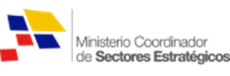 Ministerio Coordinador
de Sectores Estratégicos